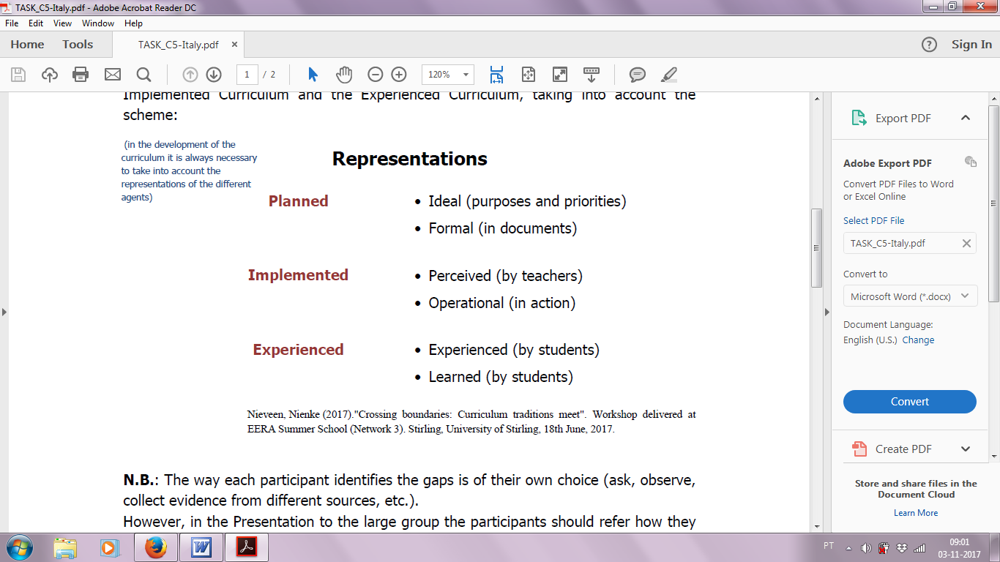 TASK_C5-Italy.pdf - Adobe Acrobat Reader DC
File Edit View Window Help
Home Tools TASK_C5-Italy.pdf × Sign In
1 / 2 120%
Implemented Curriculum and the Experienced Curriculum, taking into account the
scheme:
(in the development of the
curriculum it is always necessary
to take into account the
representations of the different
agents)
Representations
Planned
• Ideal (purposes and priorities)
• Formal (in documents)
Implemented
• Perceived (by teachers)
• Operational (in action)
Experienced
• Experienced (by students)
• Learned (by students)
Nieveen, Nienke (2017)."Crossing boundaries: Curriculum traditions meet". Workshop delivered at
EERA Summer School (Network 3). Stirling, University of Stirling, 18th June, 2017.
N.B.: The way each participant identifies the gaps is of their own choice (ask, observe,
collect evidence from different sources, etc.).
However, in the Presentation to the large group the participants should refer how they
Export PDF
Adobe Export PDF
Convert PDF Files to Word
or Excel Online
Select PDF File
TASK_C5-Italy.pdf
Convert to
Microsoft Word (*.docx)
Document Language:
English (U.S.) Change
Convert
Create PDF
Store and share files in the
Document Cloud
Learn More
PT
09:01
03-11-2017